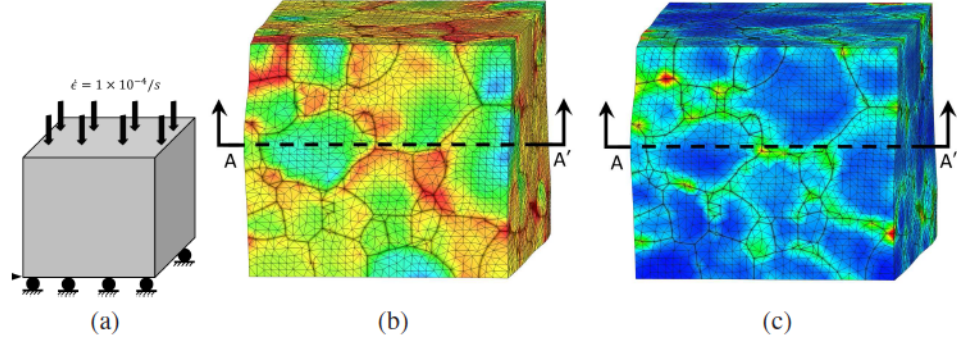 ε̇ = 1 × 10⁻⁴/s
A A′
A A′
(a) (b) (c)